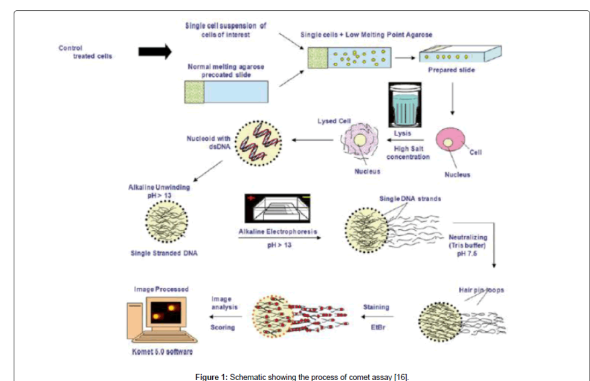 Control
treated cells
Single cell suspension of
cells of interest
Normal melting agarose
precoated slide
Single cells + Low Melting Point Agarose
Prepared slide
Cell
Nucleus
Lysis
High Salt
concentration
Lysed Cell
Nucleus
Nucleoid with
dsDNA
Alkaline Unwinding
pH > 13
Single Stranded DNA
Alkaline Electrophoresis
pH > 13
Single DNA strands
Neutralizing
(Tris buffer)
pH 7.5
Hair pin loops
Staining
EtBr
Image
analysis
Scoring
Image Processed
Komet 5.0 software
Figure 1: Schematic showing the process of comet assay [16].